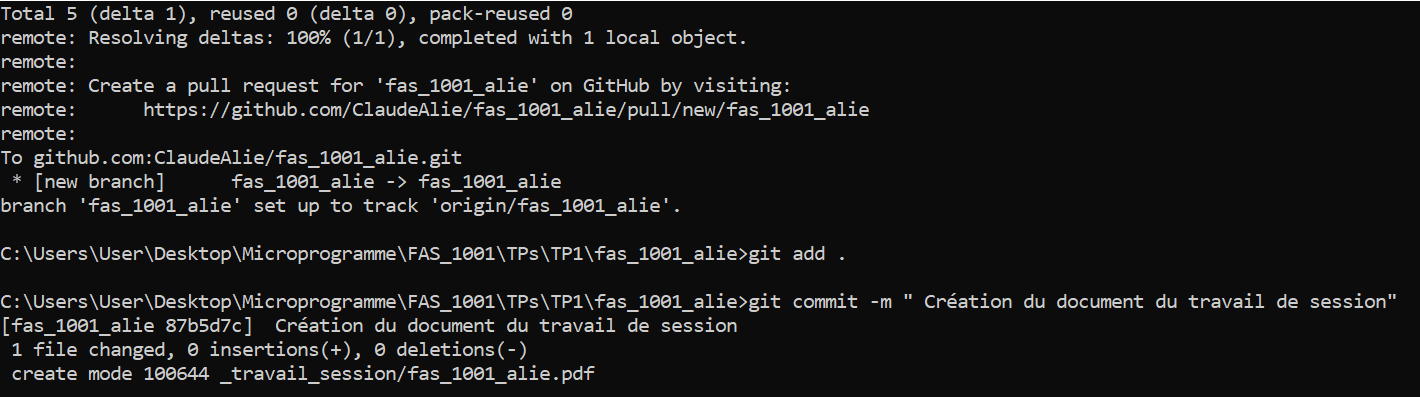 Total 5 (delta 1), reused 0 (delta 0), pack-reused 0
remote: Resolving deltas: 100% (1/1), completed with 1 local object.
remote:
remote: Create a pull request for 'fas_1001_alie' on GitHub by visiting:
remote:      https://github.com/ClaudeAlie/fas_1001_alie/pull/new/fas_1001_alie
remote:
To github.com:ClaudeAlie/fas_1001_alie.git
 * [new branch]      fas_1001_alie -> fas_1001_alie
branch 'fas_1001_alie' set up to track 'origin/fas_1001_alie'.

C:\Users\User\Desktop\Microprogramme\FAS_1001\TPs\TP1\fas_1001_alie>git add .

C:\Users\User\Desktop\Microprogramme\FAS_1001\TPs\TP1\fas_1001_alie>git commit -m " Création du document du travail de session"
[fas_1001_alie 87b5d7c]  Création du document du travail de session
 1 file changed, 0 insertions(+), 0 deletions(-)
 create mode 100644 _travail_session/fas_1001_alie.pdf